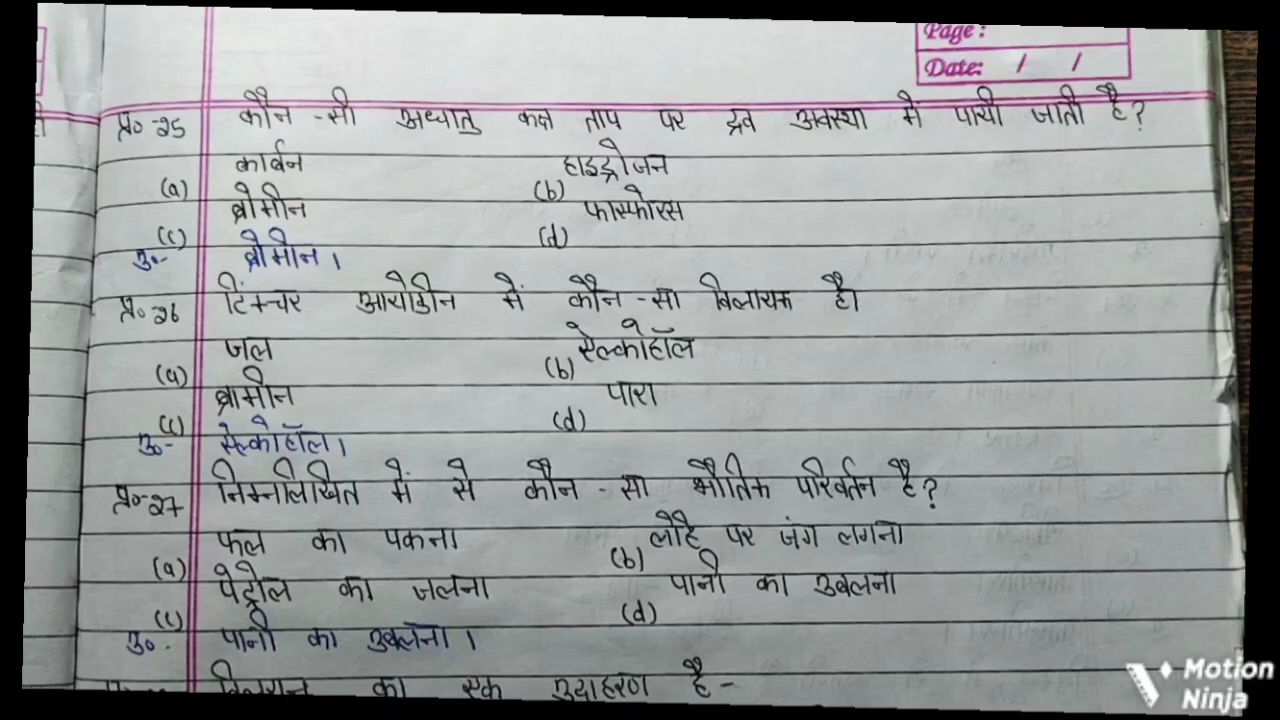 Page:
Date: / /
प्र०-25 कौन-सी अधातु कक्ष ताप पर द्रव अवस्था में पायी जाती है?
(a) कार्बन (b) हाइड्रोजन
(c) ब्रोमीन (d) फास्फोरस
उ०- ब्रोमीन।
प्र०-26 टिंक्चर आयोडीन में कौन-सा विलायक है।
(a) जल (b) ऐल्कोहॉल
(c) ब्रामीन (d) पारा
उ०- ऐल्कोहॉल।
प्र०-27 निम्नलिखित में से कौन-सा भौतिक परिवर्तन है?
(a) फल का पकना (b) लोहे पर जंग लगना
(c) पेट्रोल का जलना (d) पानी का उबलना
उ०- पानी का उबलना।
विलयन का एक उदाहरण है-
Motion
Ninja